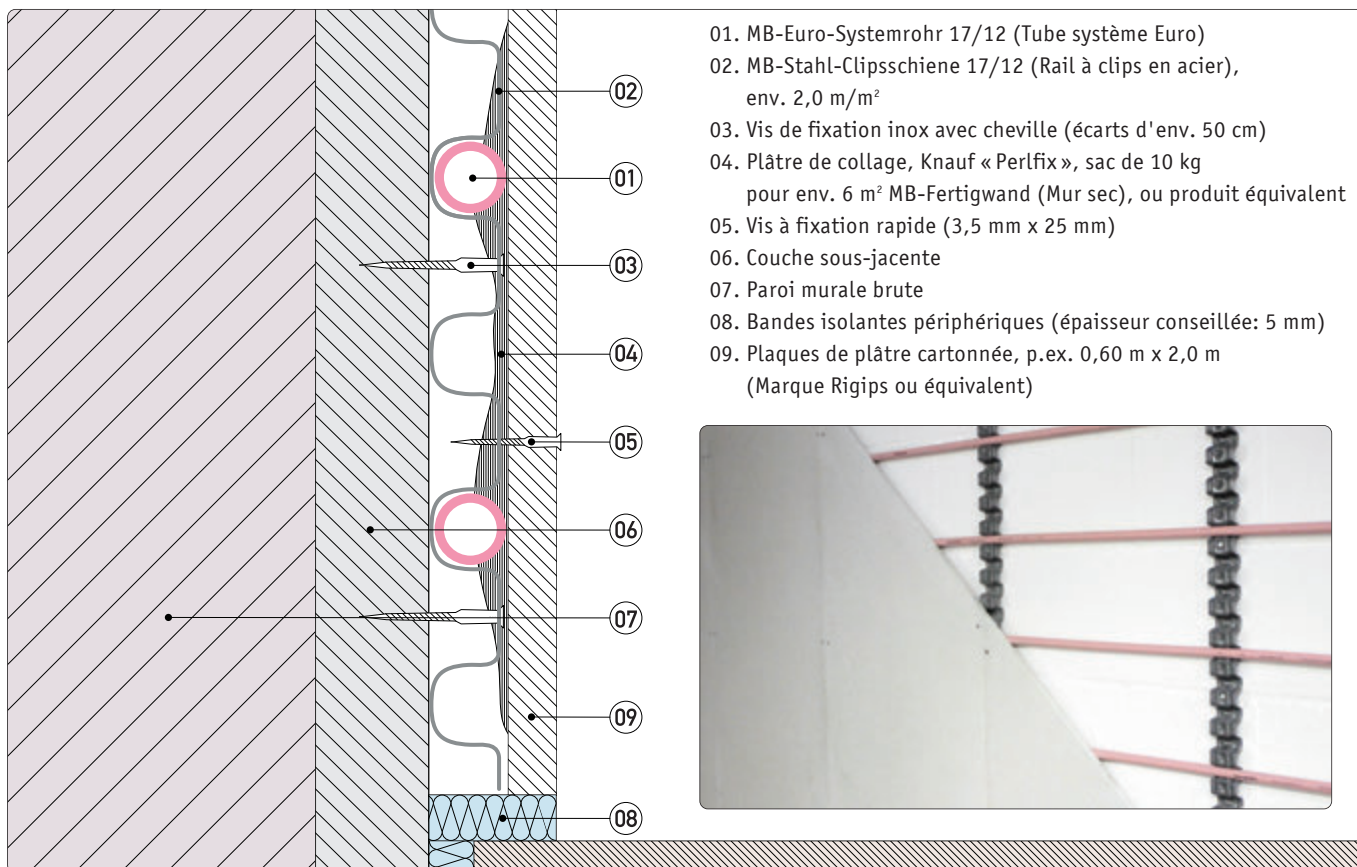 01. MB-Euro-Systemrohr 17/12 (Tube système Euro)
02. MB-Stahl-Clipsschiene 17/12 (Rail à clips en acier),
env. 2,0 m/m²
03. Vis de fixation inox avec cheville (écarts d'env. 50 cm)
04. Plâtre de collage, Knauf « Perlfix », sac de 10 kg
pour env. 6 m² MB-Fertigwand (Mur sec), ou produit équivalent
05. Vis à fixation rapide (3,5 mm x 25 mm)
06. Couche sous-jacente
07. Paroi murale brute
08. Bandes isolantes périphériques (épaisseur conseillée: 5 mm)
09. Plaques de plâtre cartonnée, p.ex. 0,60 m x 2,0 m
(Marque Rigips ou équivalent)
02
01
03
04
05
06
07
09
08